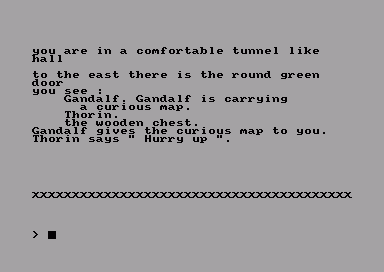 you are in a comfortable tunnel like
hall
to the east there is the round green
door
you see :
Gandalf. Gandalf is carrying
a curious map.
Thorin.
the wooden chest.
Gandalf gives the curious map to you.
Thorin says " Hurry up ".
xxxxxxxxxxxxxxxxxxxxxxxxxxxxxxxxxxxxxxxx
>